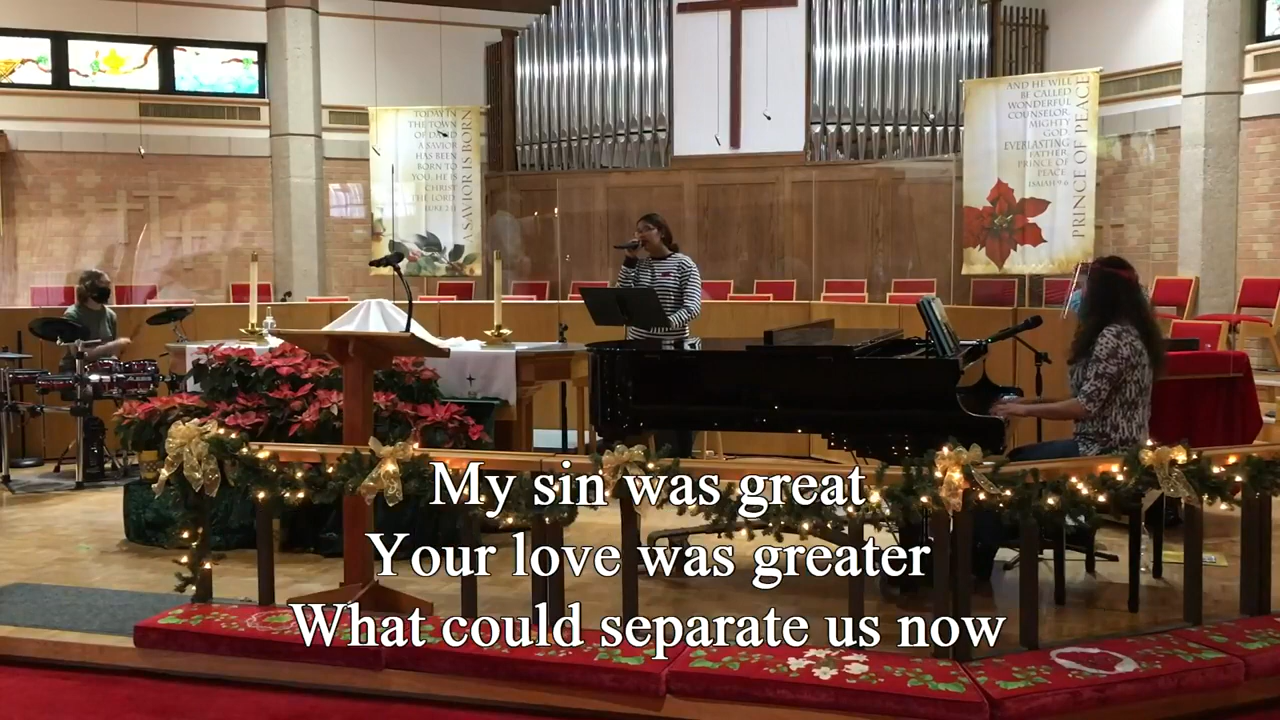 TODAY IN
THE TOWN
OF DAVID
A SAVIOR
HAS BEEN
BORN TO
YOU, HE IS
CHRIST
THE LORD
LUKE 2:11
A SAVIOR IS BORN
AND HE WILL
BE CALLED
WONDERFUL
COUNSELOR,
MIGHTY
GOD,
EVERLASTING
FATHER
PRINCE OF
PEACE
ISAIAH 9:6
PRINCE OF PEACE
My sin was great
Your love was greater
What could separate us now